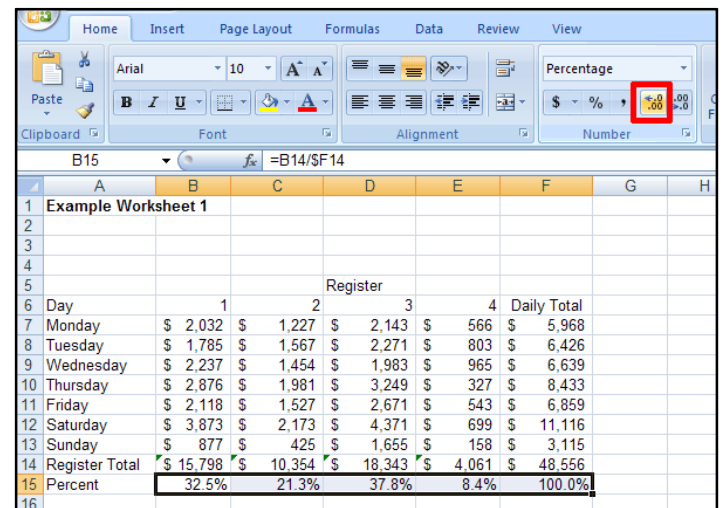 Home Insert Page Layout Formulas Data Review View
Arial 10 A A Percentage
Paste B I U A a $ % , .0 .00 .00 .0
Clipboard Font Alignment Number
B15 fx =B14/$F14
A B C D E F G H
1 Example Worksheet 1
2
3
4
5 Register
6 Day 1 2 3 4 Daily Total
7 Monday $ 2,032 $ 1,227 $ 2,143 $ 566 $ 5,968
8 Tuesday $ 1,785 $ 1,567 $ 2,271 $ 803 $ 6,426
9 Wednesday $ 2,237 $ 1,454 $ 1,983 $ 965 $ 6,639
10 Thursday $ 2,876 $ 1,981 $ 3,249 $ 327 $ 8,433
11 Friday $ 2,118 $ 1,527 $ 2,671 $ 543 $ 6,859
12 Saturday $ 3,873 $ 2,173 $ 4,371 $ 699 $ 11,116
13 Sunday $ 877 $ 425 $ 1,655 $ 158 $ 3,115
14 Register Total $ 15,798 $ 10,354 $ 18,343 $ 4,061 $ 48,556
15 Percent 32.5% 21.3% 37.8% 8.4% 100.0%
16